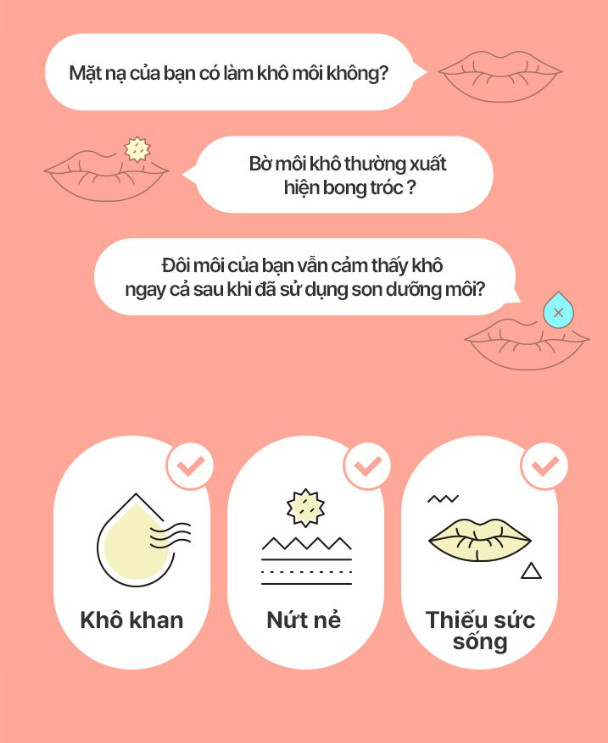 Mặt nạ của bạn có làm khô môi không?
Bờ môi khô thường xuất
hiện bong tróc ?
Đôi môi của bạn vẫn cảm thấy khô
ngay cả sau khi đã sử dụng son dưỡng môi?
Khô khan
Nứt nẻ
Thiếu sức
sống